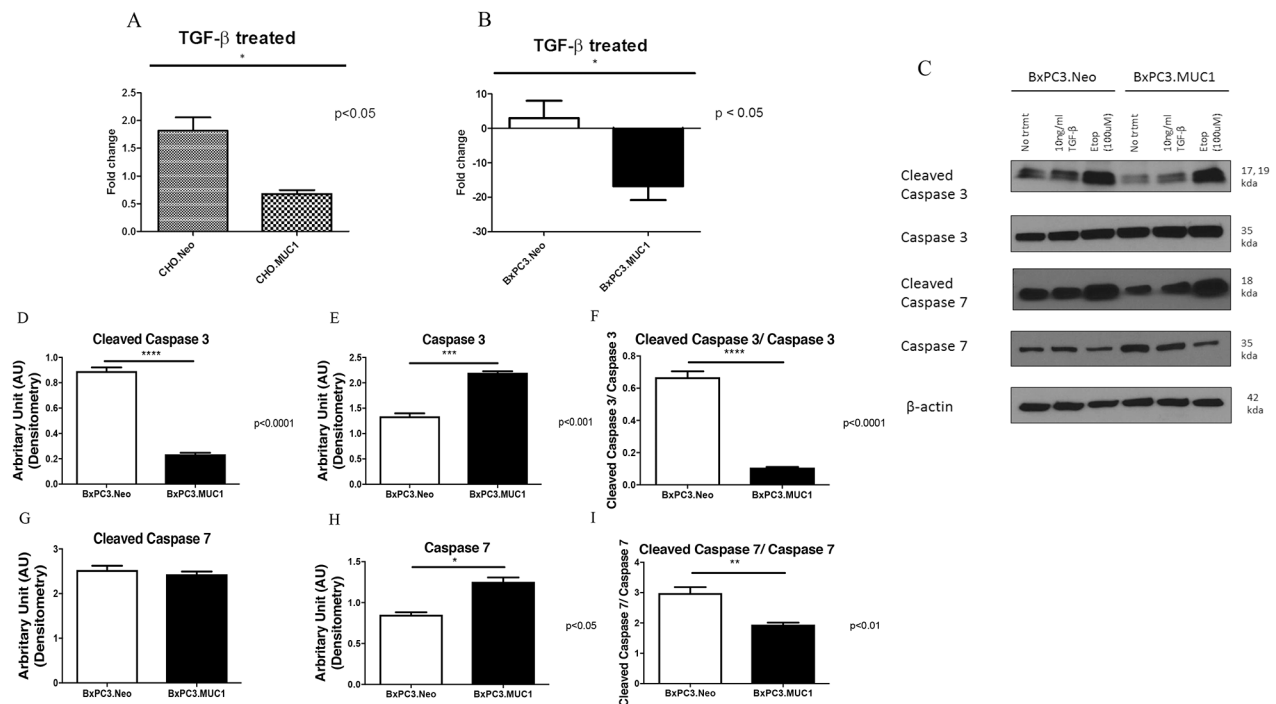 A
TGF-β treated
*
p<0.05
Fold change
2.5
2.0
1.5
1.0
0.5
0.0
CHO.Neo
CHO.MUC1
B
TGF-β treated
*
p < 0.05
Fold change
10
0
-10
-20
-30
BxPC3.Neo
BxPC3.MUC1
C
BxPC3.Neo
BxPC3.MUC1
No trtmt
10ng/ml
TGF-β
Etop
(100uM)
No trtmt
10ng/ml
TGF-β
Etop
(100uM)
Cleaved
Caspase 3
17, 19
kda
Caspase 3
35
kda
Cleaved
Caspase 7
18
kda
Caspase 7
35
kda
β-actin
42
kda
D
Cleaved Caspase 3
****
p<0.0001
Arbritary Unit (AU)
(Densitometry)
1.0
0.8
0.6
0.4
0.2
0.0
BxPC3.Neo
BxPC3.MUC1
E
Caspase 3
***
p<0.001
Arbritary Unit (AU)
(Densitometry)
2.5
2.0
1.5
1.0
0.5
0.0
BxPC3.Neo
BxPC3.MUC1
F
Cleaved Caspase 3/ Caspase 3
****
p<0.0001
Cleaved Caspase 3/ Caspase 3
0.8
0.6
0.4
0.2
0.0
BxPC3.Neo
BxPC3.MUC1
G
Cleaved Caspase 7
Arbritary Unit (AU)
(Densitometry)
3
2
1
0
BxPC3.Neo
BxPC3.MUC1
H
Caspase 7
*
p<0.05
Arbritary Unit (AU)
(Densitometry)
1.5
1.0
0.5
0.0
BxPC3.Neo
BxPC3.MUC1
I
Cleaved Caspase 7/ Caspase 7
**
p<0.01
Cleaved Caspase 7/ Caspase 7
4
3
2
1
0
BxPC3.Neo
BxPC3.MUC1